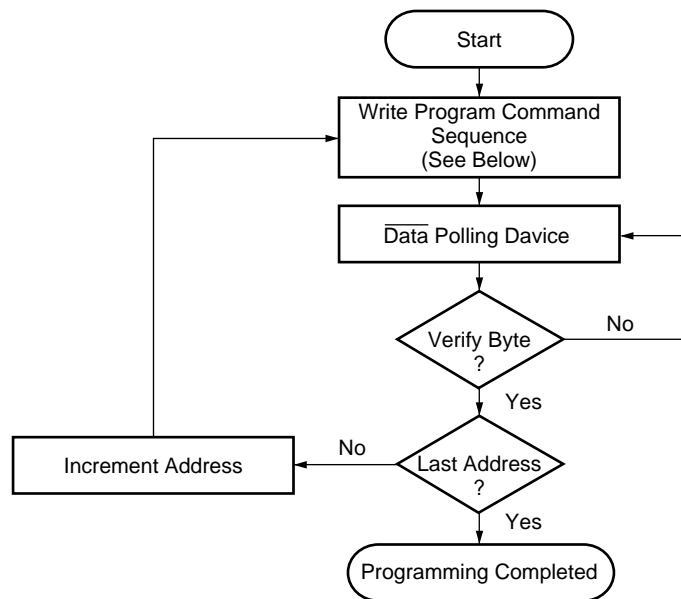 Start
Write Program Command
Sequence
(See Below)
Data Polling Davice
Verify Byte
?
No
Yes
Last Address
?
No
Increment Address
Yes
Programming Completed